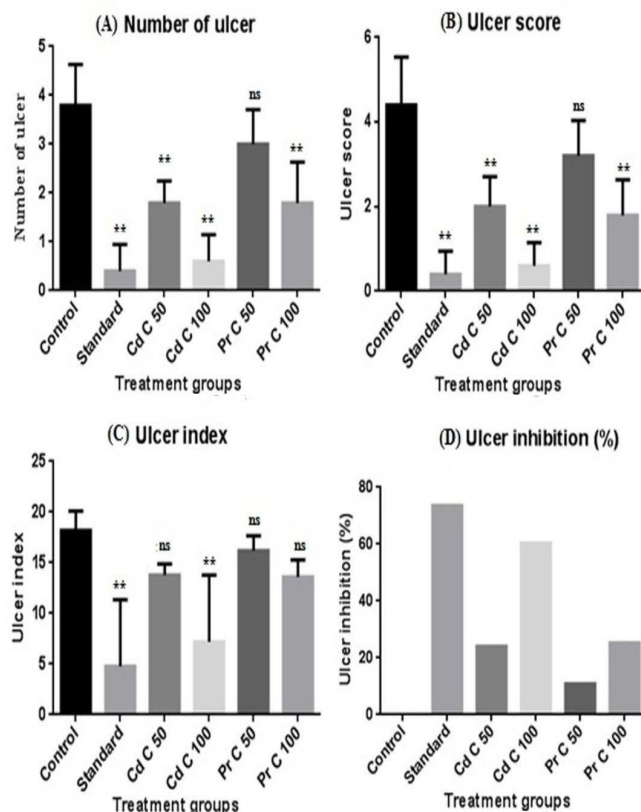 (A) Number of ulcer
Number of ulcer
5
4
3
2
1
0
**
**
**
ns
**
Control
Standard
Cd C 50
Cd C 100
Pr C 50
Pr C 100
Treatment groups
(B) Ulcer score
Ulcer score
6
4
2
0
**
**
**
ns
**
Control
Standard
Cd C 50
Cd C 100
Pr C 50
Pr C 100
Treatment groups
(C) Ulcer index
Ulcer index
25
20
15
10
5
0
**
ns
**
ns
ns
Control
Standard
Cd C 50
Cd C 100
Pr C 50
Pr C 100
Treatment groups
(D) Ulcer inhibition (%)
Ulcer inhibition (%)
80
60
40
20
0
Control
Standard
Cd C 50
Cd C 100
Pr C 50
Pr C 100
Treatment groups